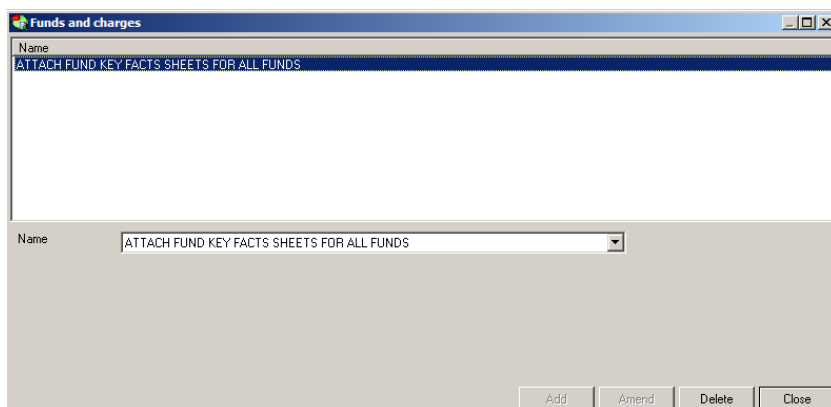 Funds and charges
Name
ATTACH FUND KEY FACTS SHEETS FOR ALL FUNDS
Name ATTACH FUND KEY FACTS SHEETS FOR ALL FUNDS
Add Amend Delete Close